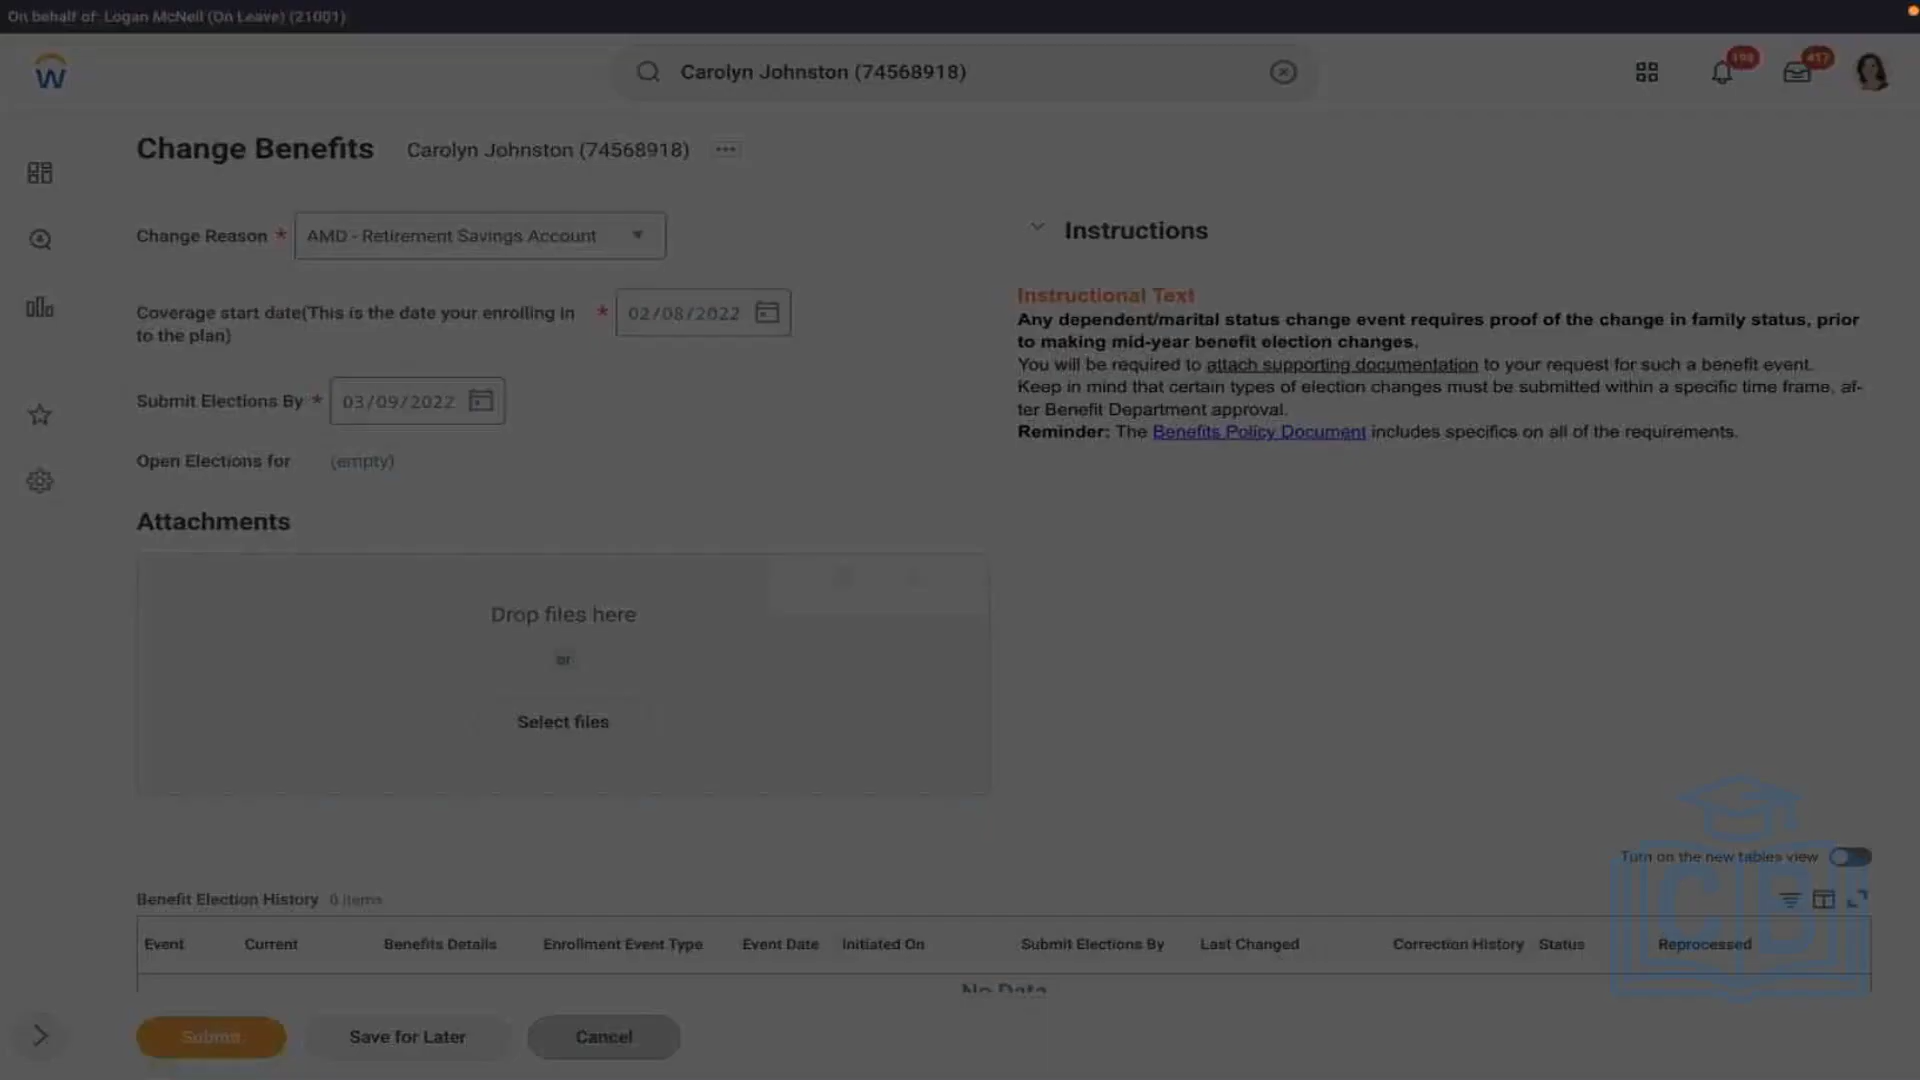 On behalf of: Logan McNeil (On Leave) (21001)
W
Carolyn Johnston (74568918)
417
Change Benefits Carolyn Johnston (74568918)
Change Reason * AMD - Retirement Savings Account
Coverage start date(This is the date your enrolling in
to the plan) * 02/08/2022
Submit Elections By * 03/09/2022
Open Elections for (empty)
Attachments
Drop files here
or
Select files
Instructions
Instructional Text
Any dependent/marital status change event requires proof of the change in family status, prior
to making mid-year benefit election changes.
You will be required to attach supporting documentation to your request for such a benefit event.
Keep in mind that certain types of election changes must be submitted within a specific time frame, af-
ter Benefit Department approval.
Reminder: The Benefits Policy Document includes specifics on all of the requirements.
Turn on the new tables view
Benefit Election History 0 items
Event Current Benefits Details Enrollment Event Type Event Date Initiated On Submit Elections By Last Changed Correction History Status Reprocessed
No Data
Submit Save for Later Cancel
CB